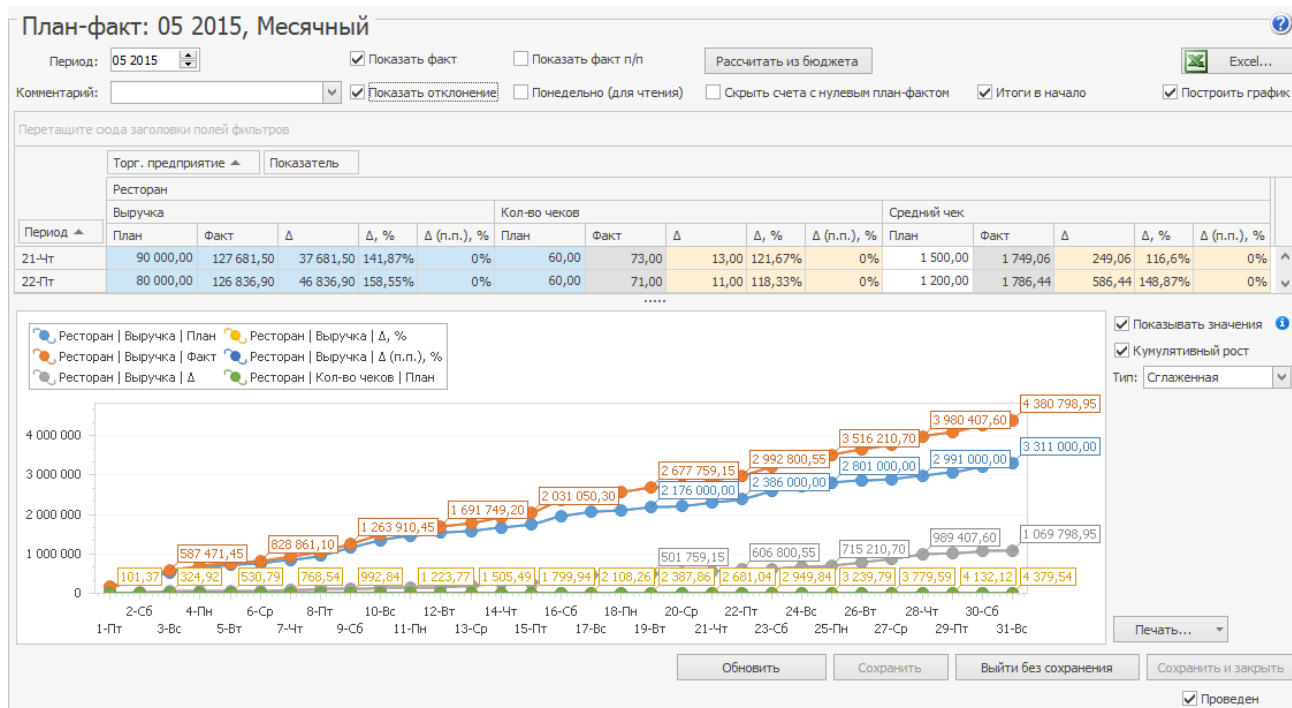 План-факт: 05 2015, Месячный
Период: 05 2015 Показать факт Показать факт п/п Рассчитать из бюджета Excel...
Комментарий: Показать отклонение Понедельно (для чтения) Скрыть счета с нулевым план-фактом Итоги в начало Построить график
Перетащите сюда заголовки полей фильтров
Торг. предприятие Показатель
Ресторан
Выручка Кол-во чеков Средний чек
Период План Факт Δ Δ, % Δ (п.п.), % План Факт Δ Δ, % Δ (п.п.), % План Факт Δ Δ, % Δ (п.п.), %
21-Чт 90 000,00 127 681,50 37 681,50 141,87% 0% 60,00 73,00 13,00 121,67% 0% 1 500,00 1 749,06 249,06 116,6% 0%
22-Пт 80 000,00 126 836,90 46 836,90 158,55% 0% 60,00 71,00 11,00 118,33% 0% 1 200,00 1 786,44 586,44 148,87% 0%
Ресторан | Выручка | План Ресторан | Выручка | Δ, %
Ресторан | Выручка | Факт Ресторан | Выручка | Δ (п.п.), %
Ресторан | Выручка | Δ Ресторан | Кол-во чеков | План
Показывать значения
Кумулятивный рост
Тип: Сглаженная
4 380 798,95
3 980 407,60
4 000 000
3 516 210,70
3 311 000,00
2 992 800,55 2 801 000,00 2 991 000,00
3 000 000 2 677 759,15
2 176 000,00 2 386 000,00
2 031 050,30
2 000 000 1 691 749,20
1 263 910,45
828 861,10
587 471,45
1 000 000 501 759,15 606 800,55 715 210,70 989 407,60 1 069 798,95
101,37 324,92 530,79 768,54 992,84 1 223,77 1 505,49 1 799,94 2 108,26 2 387,86 2 681,04 2 949,84 3 239,79 3 779,59 4 132,12 4 379,54
0
2-Сб 4-Пн 6-Ср 8-Пт 10-Вс 12-Вт 14-Чт 16-Сб 18-Пн 20-Ср 22-Пт 24-Вс 26-Вт 28-Чт 30-Сб
1-Пт 3-Вс 5-Вт 7-Чт 9-Сб 11-Пн 13-Ср 15-Пт 17-Вс 19-Вт 21-Чт 23-Сб 25-Пн 27-Ср 29-Пт 31-Вс
Печать...
Обновить Сохранить Выйти без сохранения Сохранить и закрыть
Проведен